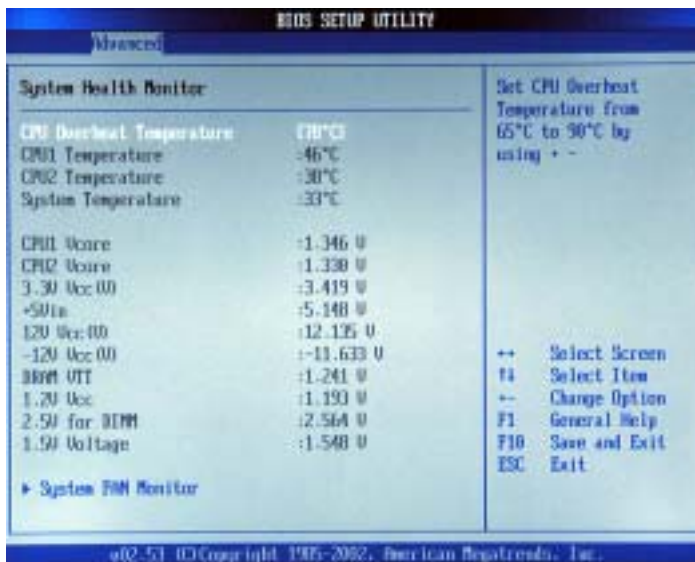 BIOS SETUP UTILITY
Advanced
System Health Monitor
CPU Overheat Temperature [78°C]
CPU1 Temperature :46°C
CPU2 Temperature :38°C
System Temperature :33°C
CPU1 Vcore :1.346 V
CPU2 Vcore :1.330 V
3.3V Vcc(V) :3.419 V
+5Vin :5.148 V
12V Vcc(V) :12.135 V
-12V Vcc(V) :-11.633 V
DRAM VTT :1.241 V
1.2V Vcc :1.193 V
2.5V for DIMM :2.564 V
1.5V Voltage :1.548 V
▶ System FAN Monitor
Set CPU Overheat
Temperature from
65°C to 90°C by
using + -
↔ Select Screen
↑↓ Select Item
+- Change Option
F1 General Help
F10 Save and Exit
ESC Exit
v02.53 (C)Copyright 1985-2002, American Megatrends, Inc.